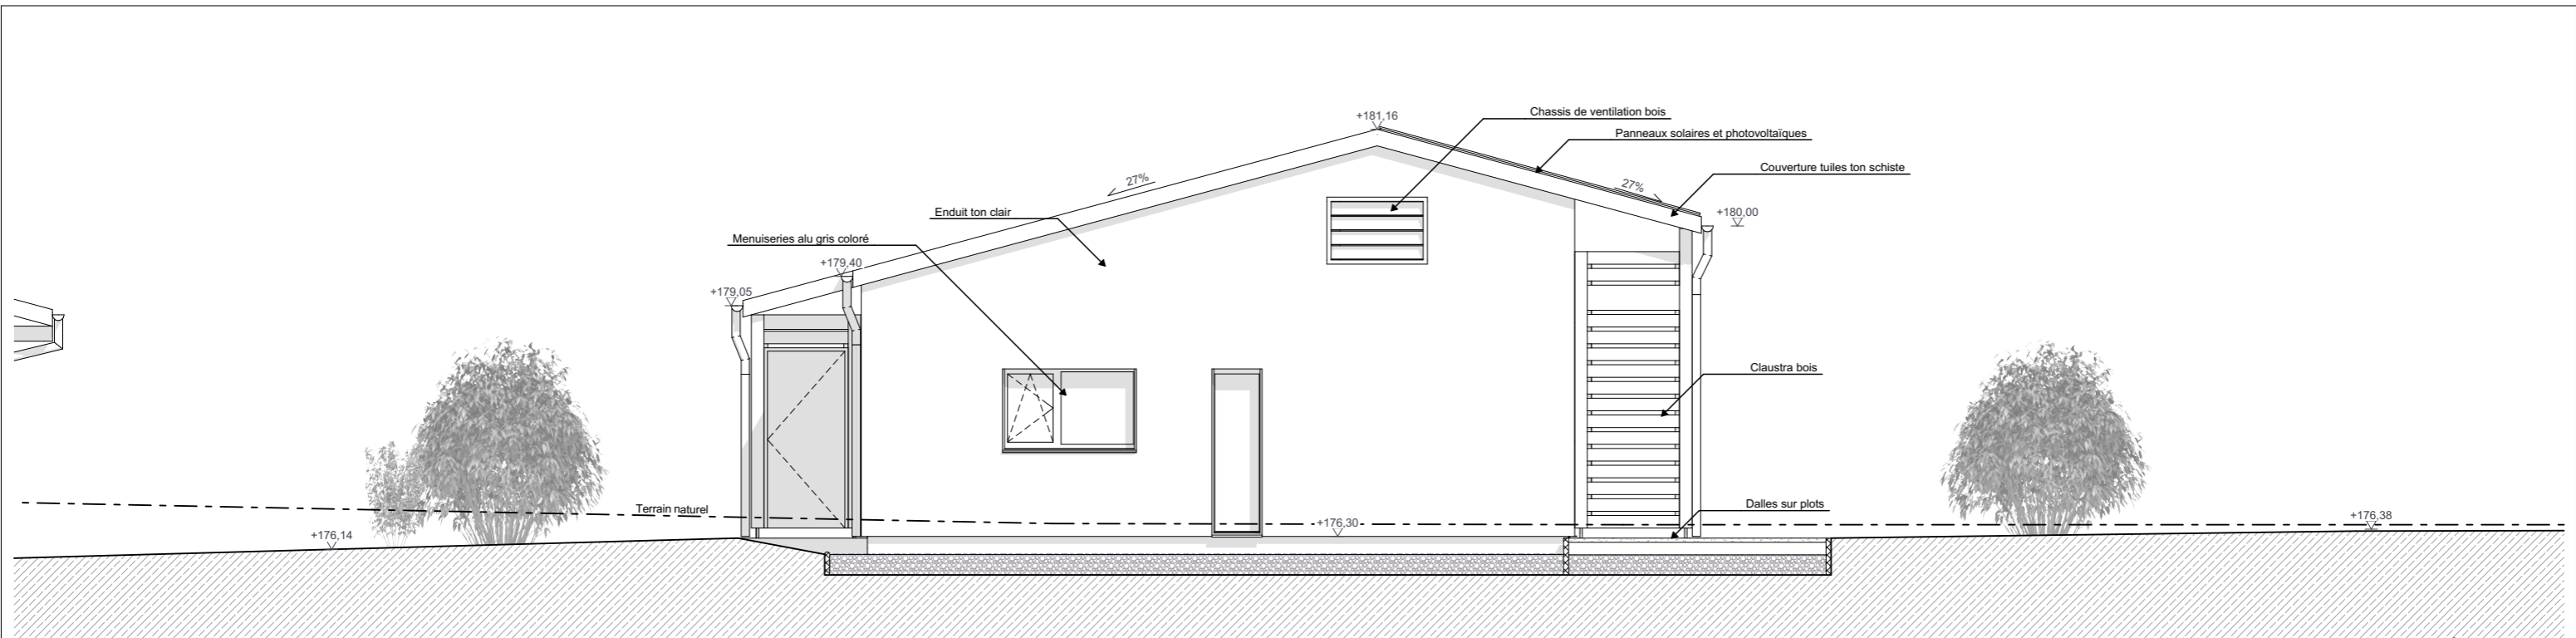 Chassis de ventilation bois
+181,16
Panneaux solaires et photovoltaïques
Couverture tuiles ton schiste
27%
27%
Enduit ton clair
+180,00
Menuiseries alu gris coloré
+179,40
+179,05
Claustra bois
Dalles sur plots
Terrain naturel
+176,30
+176,38
+176,14